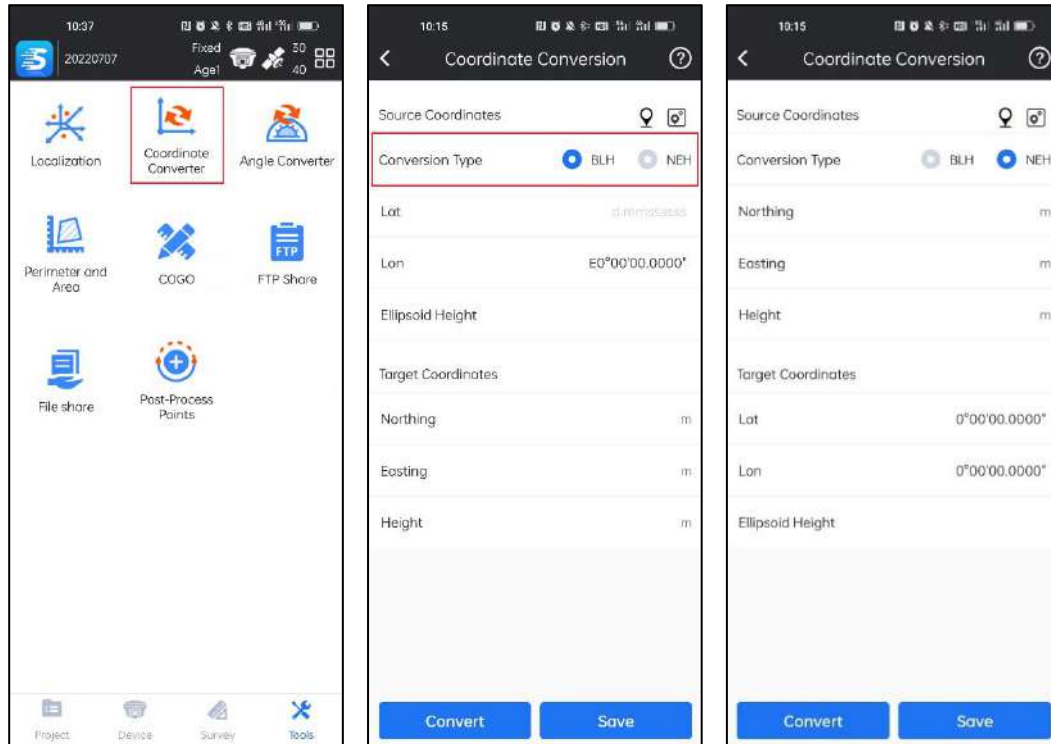 10:37
20220707
Fixed
Age1
30
40
Localization
Coordinate
Converter
Angle Converter
Perimeter and
Area
COGO
FTP
FTP Share
File share
Post-Process
Points
Project
Device
Survey
Tools
10:15
Coordinate Conversion
Source Coordinates
Conversion Type BLH NEH
Lat
Lon E0°00'00.0000"
Ellipsoid Height
Target Coordinates
Northing m
Easting m
Height m
Convert Save
10:15
Coordinate Conversion
Source Coordinates
Conversion Type BLH NEH
Northing m
Easting m
Height m
Target Coordinates
Lat 0°00'00.0000"
Lon 0°00'00.0000"
Ellipsoid Height
Convert Save